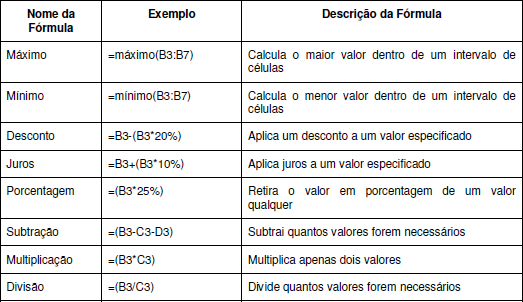 Nome da Fórmula Exemplo Descrição da Fórmula
Máximo =máximo(B3:B7) Calcula o maior valor dentro de um intervalo de
células
Mínimo =mínimo(B3:B7) Calcula o menor valor dentro de um intervalo de
células
Desconto =B3-(B3*20%) Aplica um desconto a um valor especificado
Juros =B3+(B3*10%) Aplica juros a um valor especificado
Porcentagem =(B3*25%) Retira o valor em porcentagem de um valor
qualquer
Subtração =(B3-C3-D3) Subtrai quantos valores forem necessários
Multiplicação =(B3*C3) Multiplica apenas dois valores
Divisão =(B3/C3) Divide quantos valores forem necessários